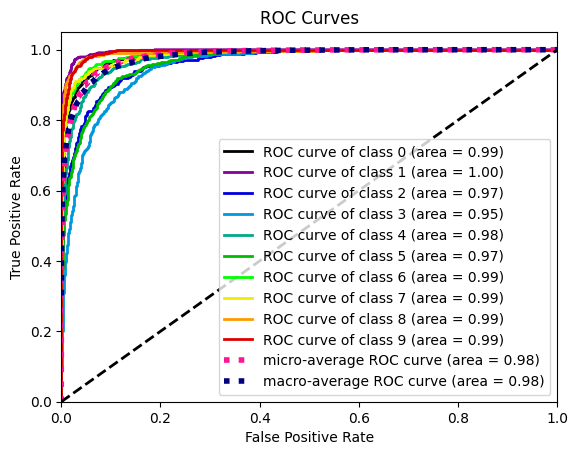 ROC Curves
True Positive Rate
1.0
0.8
0.6
0.4
0.2
0.0
ROC curve of class 0 (area = 0.99)
ROC curve of class 1 (area = 1.00)
ROC curve of class 2 (area = 0.97)
ROC curve of class 3 (area = 0.95)
ROC curve of class 4 (area = 0.98)
ROC curve of class 5 (area = 0.97)
ROC curve of class 6 (area = 0.99)
ROC curve of class 7 (area = 0.99)
ROC curve of class 8 (area = 0.99)
ROC curve of class 9 (area = 0.99)
micro-average ROC curve (area = 0.98)
macro-average ROC curve (area = 0.98)
0.0 0.2 0.4 0.6 0.8 1.0
False Positive Rate